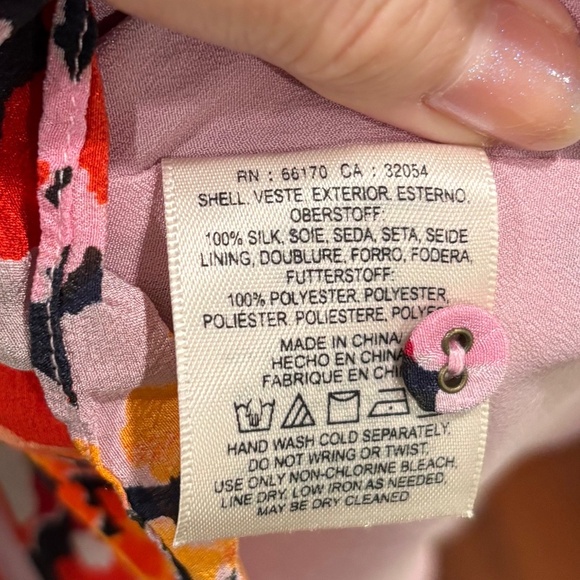 RN : 66170 CA : 32054
SHELL. VESTE. EXTERIOR. ESTERNO.
OBERSTOFF:
100% SILK, SOIE, SEDA, SETA, SEIDE
LINING, DOUBLURE, FORRO, FODERA,
FUTTERSTOFF:
100% POLYESTER, POLYESTER,
POLIÉSTER. POLIESTERE,
MADE IN CHINA/
HECHO EN CHINA
FABRIQUE EN
HAND WASH COLD SEPARATELY.
DO NOT WRING OR TWIST.
USE ONLY NON-CHLORINE BLEACH.
LINE DRY, LOW IRON AS NEEDED.
MAY BE DRY CLEANED